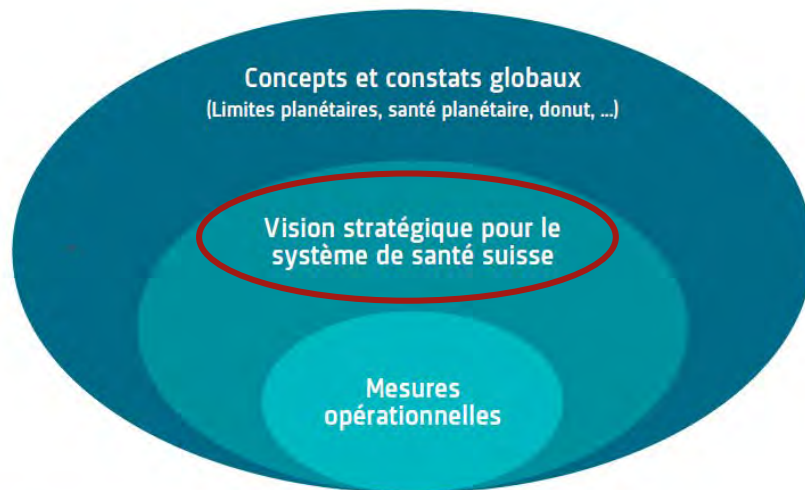 Concepts et constats globaux
(Limites planétaires, santé planétaire, donut, ...)
Vision stratégique pour le
système de santé suisse
Mesures
opérationnelles